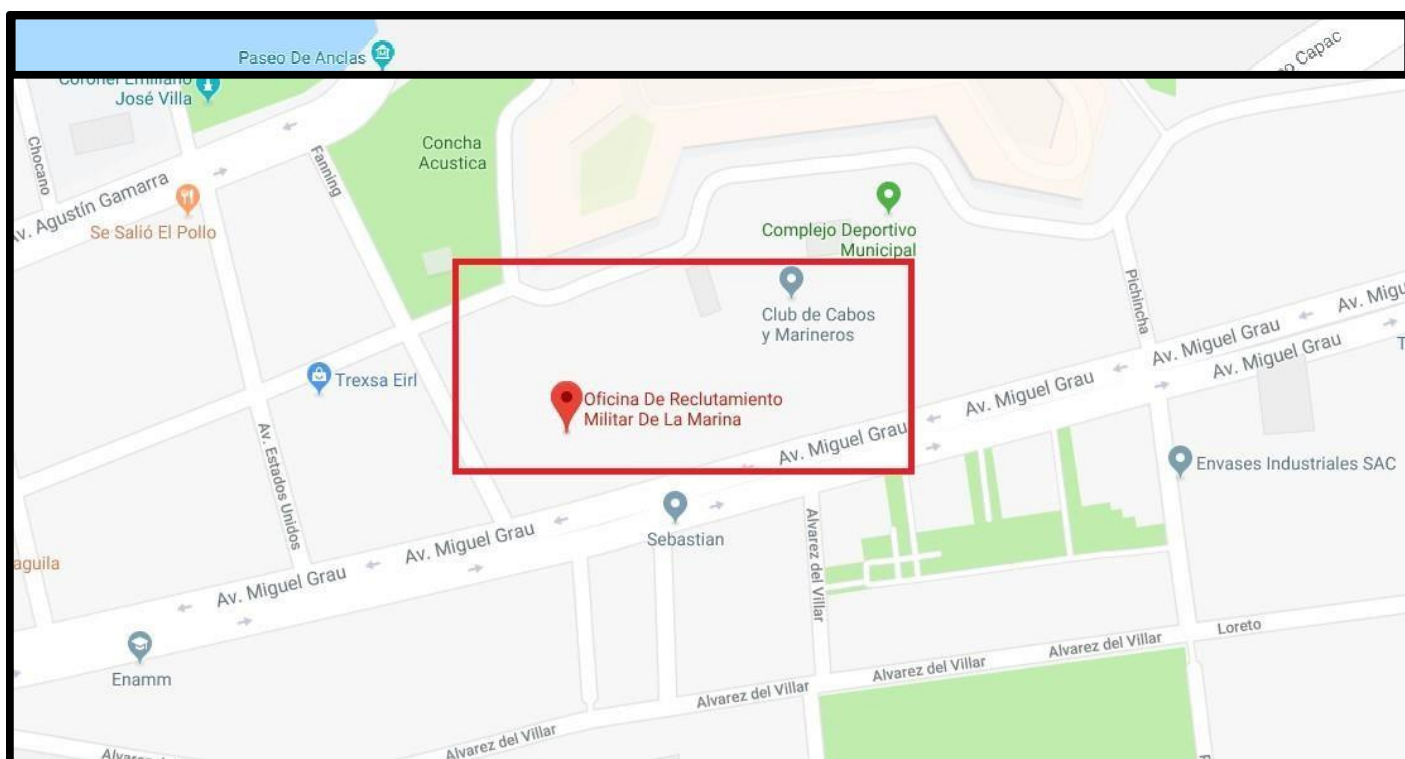 Paseo De Anclas
Capac
Coronel Emiliano
José Villa
Chocano
Fanning
Concha
Acustica
Av. Agustín Gamarra
Se Salió El Pollo
Complejo Deportivo
Municipal
Pichincha
Club de Cabos
y Marineros
Av. Migu
Av. Miguel Grau
Av. Miguel Grau
T
Trexsa Eirl
Av. Miguel Grau
Oficina De Reclutamiento
Militar De La Marina
Av. Miguel Grau
Av. Estados Unidos
Envases Industriales SAC
Sebastian
Av. Miguel Grau
Alvarez del Villar
aguila
Av. Miguel Grau
Loreto
Enamm
Alvarez del Villar
Alvarez del Villar
Alvarez del Villar
Alvarez del Villar